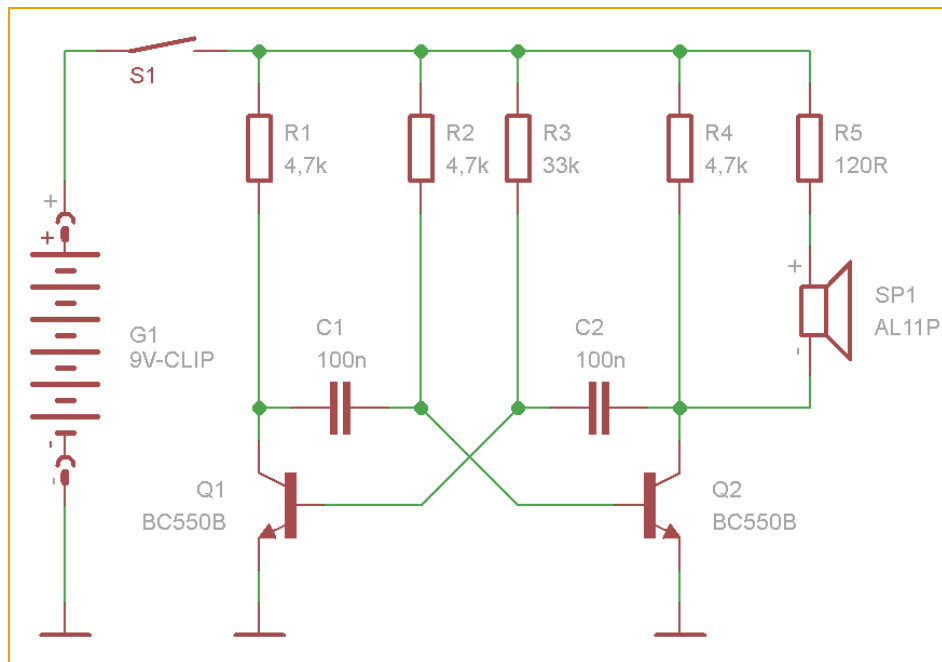 S1
R1
4,7k
R2
4,7k
R3
33k
R4
4,7k
R5
120R
+
+
G1
9V-CLIP
-
-
C1
100n
C2
100n
+
SP1
AL11P
-
Q1
BC550B
Q2
BC550B